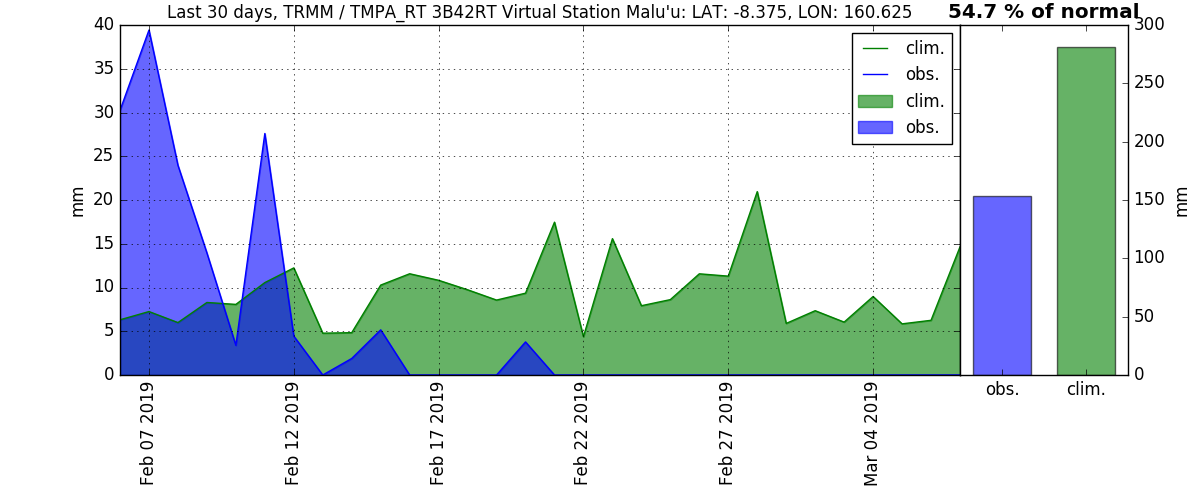 Last 30 days, TRMM / TMPA_RT 3B42RT Virtual Station Malu'u: LAT: -8.375, LON: 160.625
54.7 % of normal
40
35
30
25
20
15
10
5
0
mm
clim.
obs.
clim.
obs.
Feb 07 2019
Feb 12 2019
Feb 17 2019
Feb 22 2019
Feb 27 2019
Mar 04 2019
300
250
200
150
100
50
0
mm
obs.
clim.